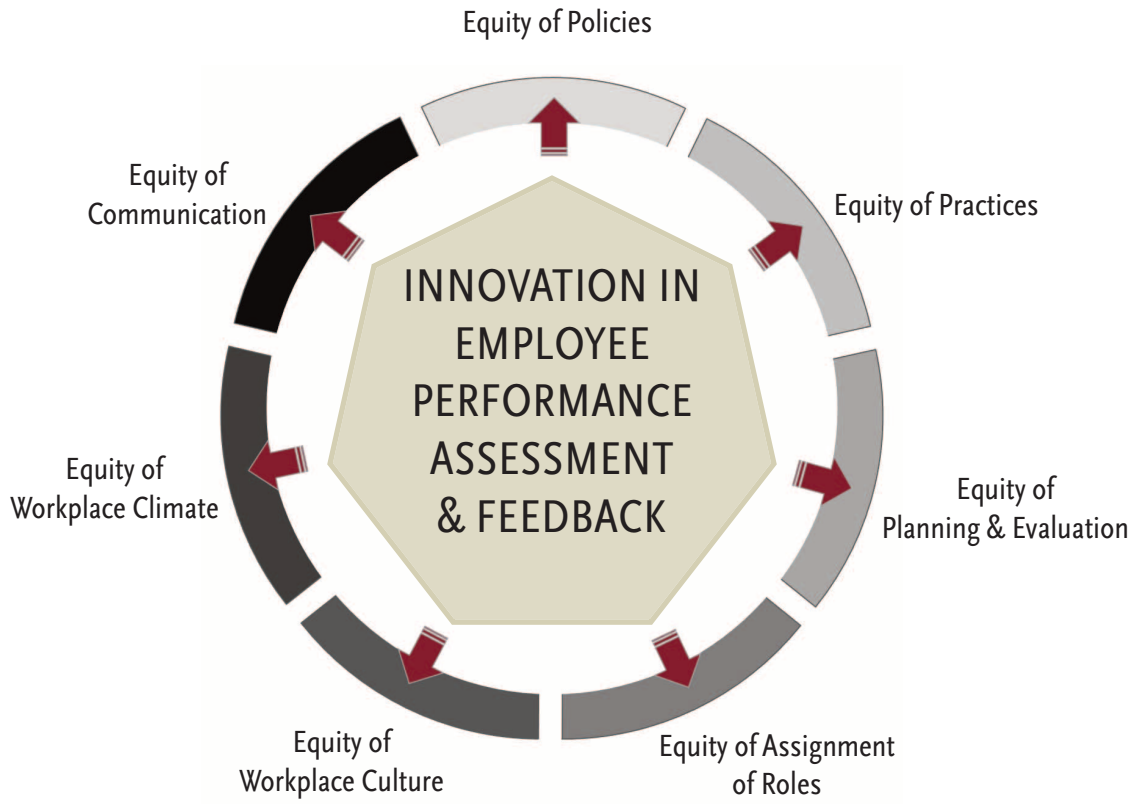 Equity of Policies
Equity of
Communication
Equity of Practices
INNOVATION IN
EMPLOYEE
PERFORMANCE
ASSESSMENT
& FEEDBACK
Equity of
Workplace Climate
Equity of
Planning & Evaluation
Equity of
Workplace Culture
Equity of Assignment
of Roles